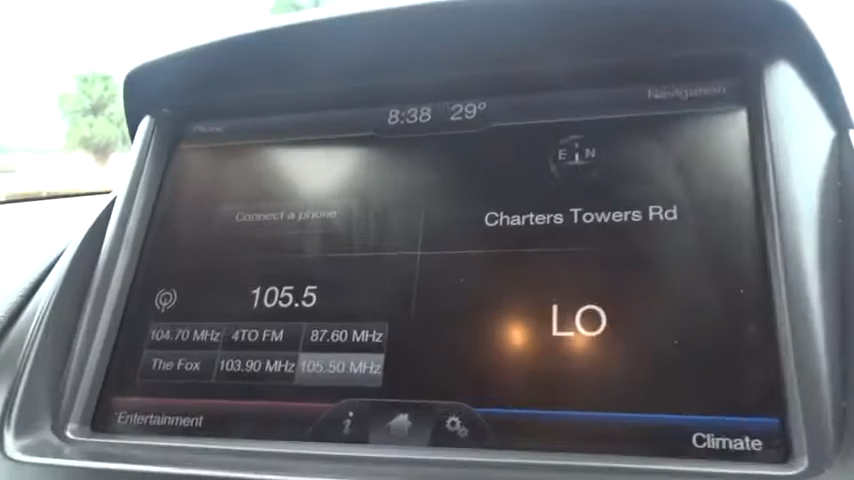 Phone
8:38 29°
Navigation
E N
Connect a phone
Charters Towers Rd
105.5
LO
104.70 MHz 4TO FM 87.60 MHz
The Fox 103.90 MHz 105.50 MHz
Entertainment
i
Climate